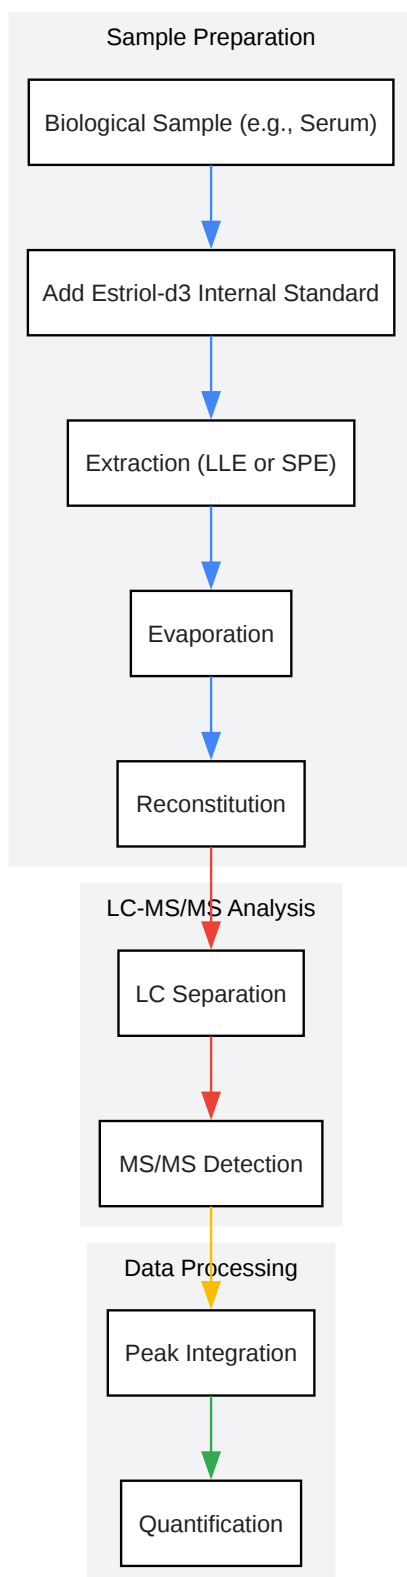 Sample Preparation
Biological Sample (e.g., Serum)
Add Estriol-d3 Internal Standard
Extraction (LLE or SPE)
Evaporation
Reconstitution
LC-MS/MS Analysis
LC Separation
MS/MS Detection
Data Processing
Peak Integration
Quantification